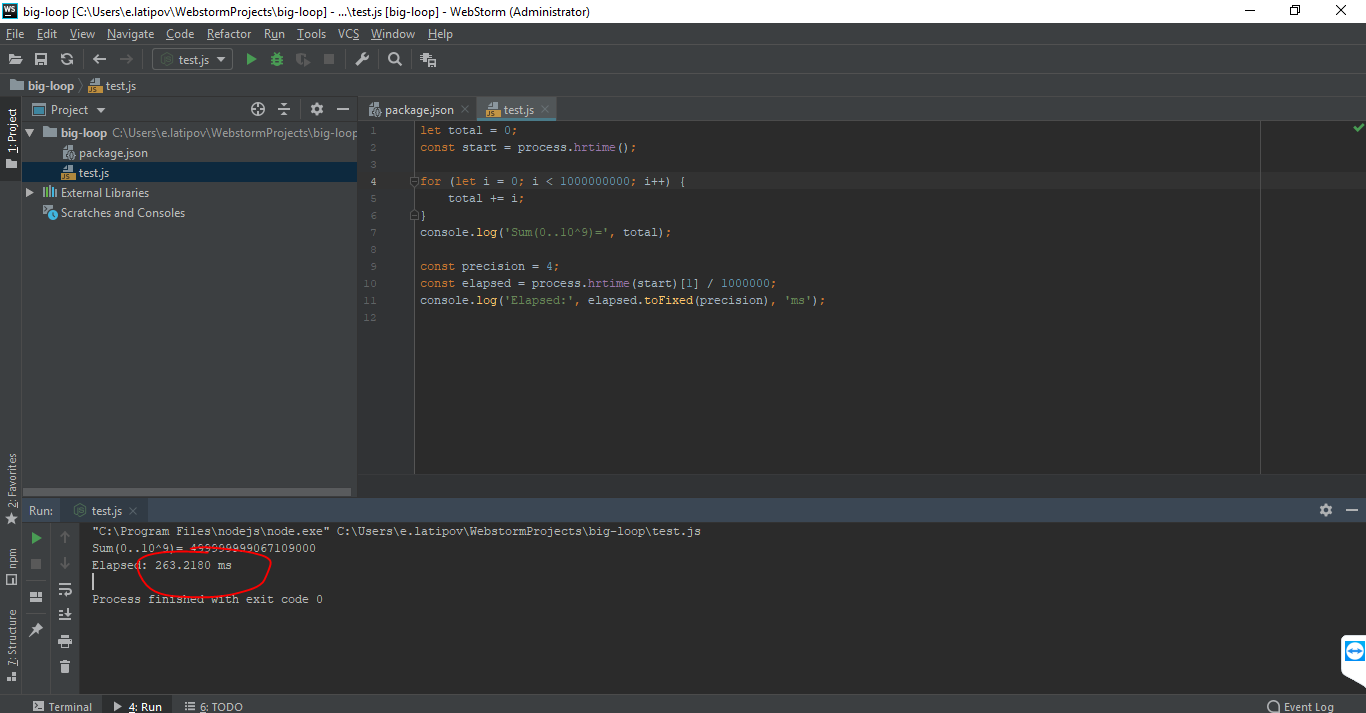 WS big-loop [C:\Users\e.latipov\WebstormProjects\big-loop] - ...\test.js [big-loop] - WebStorm (Administrator)
File Edit View Navigate Code Refactor Run Tools VCS Window Help
test.js
big-loop test.js
1: Project
Project
big-loop C:\Users\e.latipov\WebstormProjects\big-loop
package.json
test.js
External Libraries
Scratches and Consoles
package.json test.js
1 let total = 0;
2 const start = process.hrtime();
3
4 for (let i = 0; i < 1000000000; i++) {
5 total += i;
6 }
7 console.log('Sum(0..10^9)=', total);
8
9 const precision = 4;
10 const elapsed = process.hrtime(start)[1] / 1000000;
11 console.log('Elapsed:', elapsed.toFixed(precision), 'ms');
12
2: Favorites
npm
7: Structure
Run: test.js
"C:\Program Files\nodejs\node.exe" C:\Users\e.latipov\WebstormProjects\big-loop\test.js
Sum(0..10^9)= 499999999067109000
Elapsed: 263.2180 ms
Process finished with exit code 0
Terminal 4: Run 6: TODO Event Log